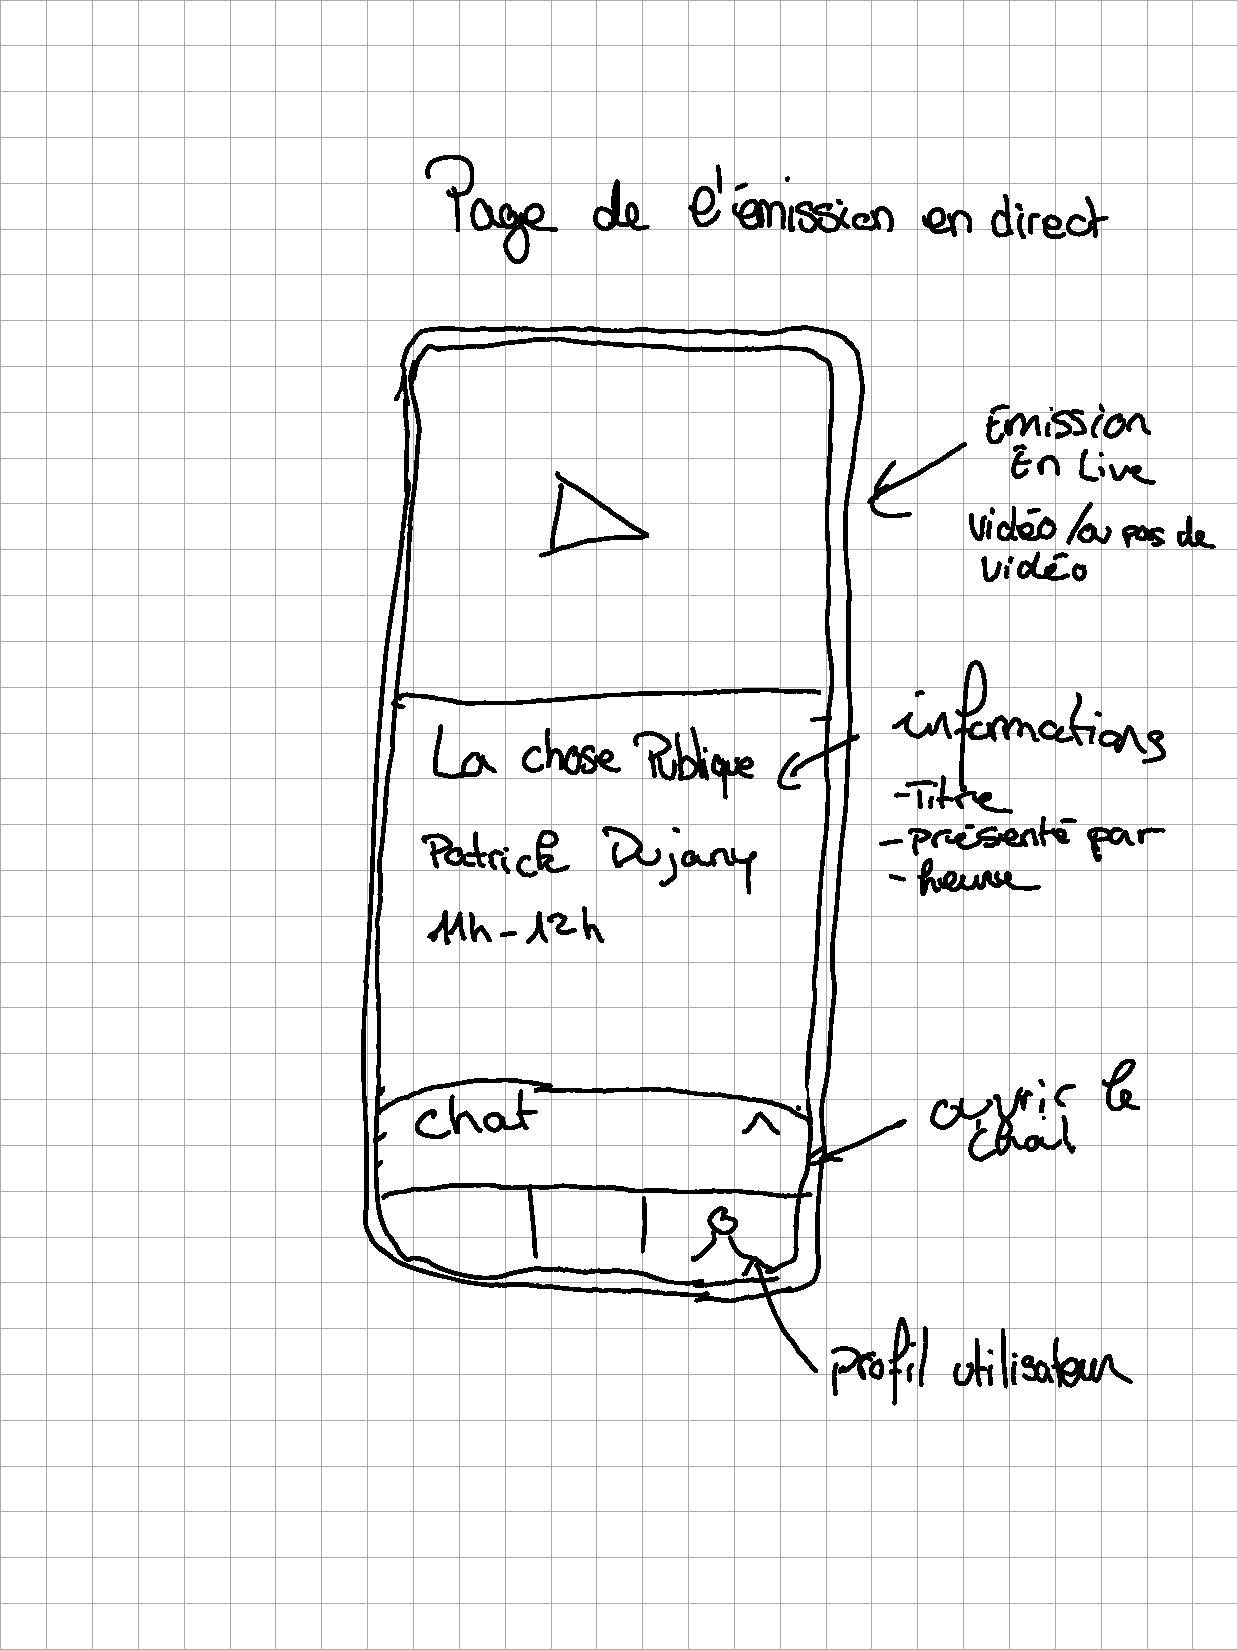 Page de l'émission en direct
Emission
En Live
vidéo / ou pas de
vidéo
La chose Publique
informations
- Titre
- présenté par
- heure
Patrick Dujany
11h - 12h
chat
ouvrir le
chat
profil utilisateur